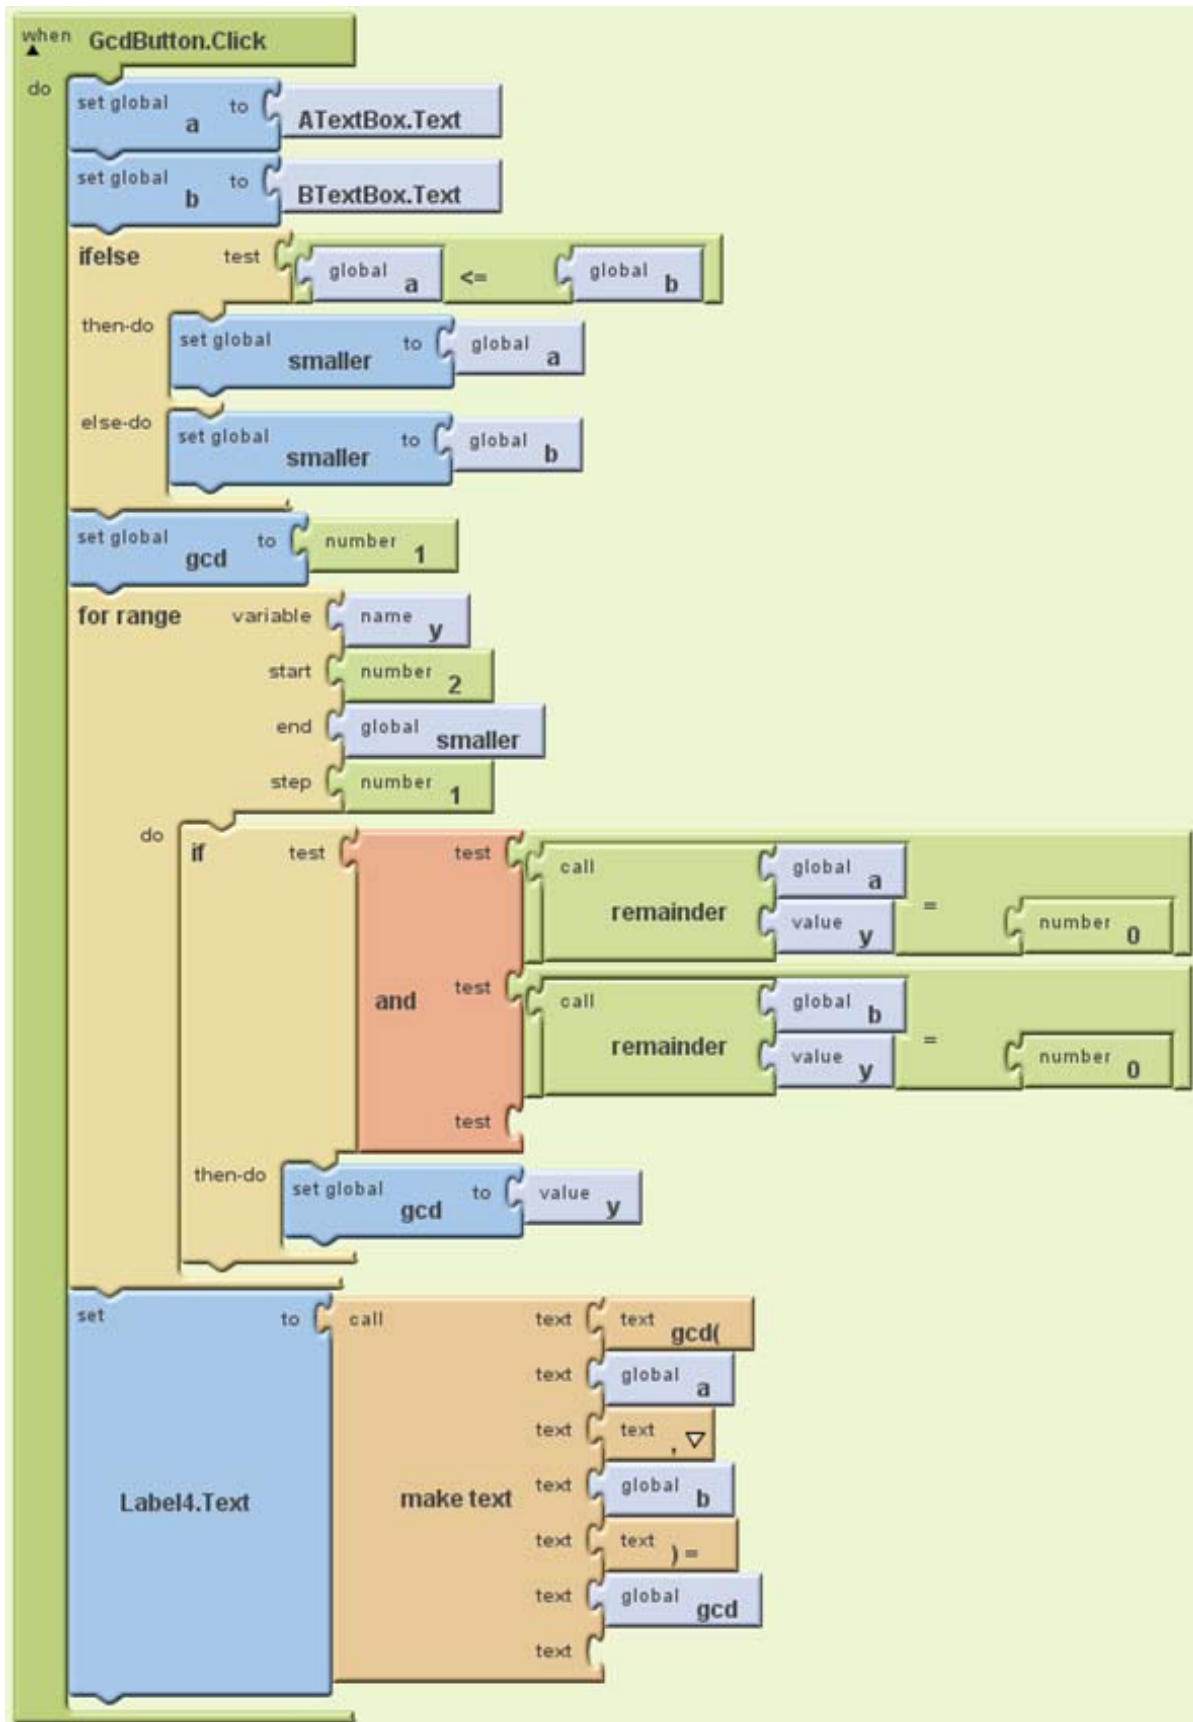 when GcdButton.Click
do
set global a to ATextBox.Text
set global b to BTextBox.Text
ifelse test global a <= global b
then-do set global smaller to global a
else-do set global smaller to global b
set global gcd to number 1
for range variable name y
start number 2
end global smaller
step number 1
do if test and test call remainder global a
value y = number 0
test call remainder global b
value y = number 0
test
then-do set global gcd to value y
set Label4.Text to call make text text text gcd(
text global a
text text ,
text global b
text text ) =
text global gcd
text